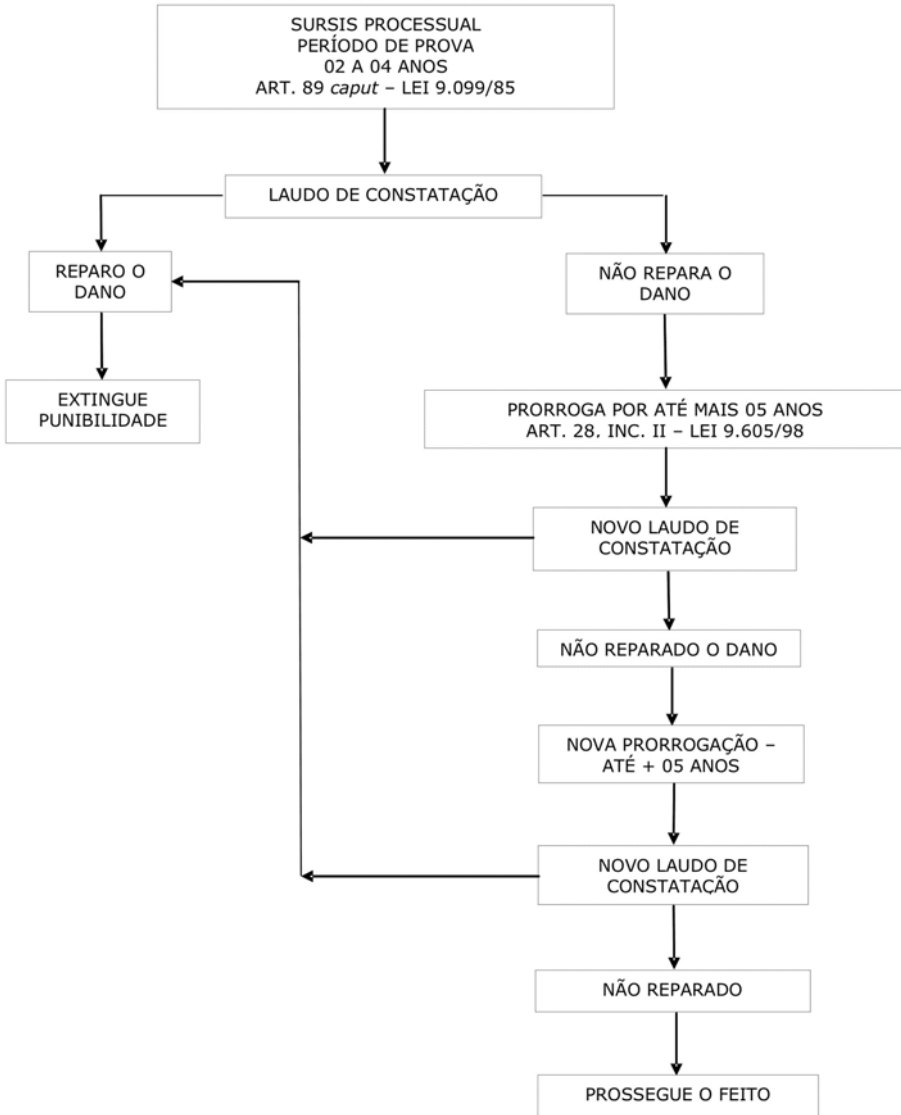 SURSIS PROCESSUAL
PERÍODO DE PROVA
02 A 04 ANOS
ART. 89 caput – LEI 9.099/85
LAUDO DE CONSTATAÇÃO
REPARO O
DANO
NÃO REPARA O
DANO
EXTINGUE
PUNIBILIDADE
PRORROGA POR ATÉ MAIS 05 ANOS
ART. 28. INC. II – LEI 9.605/98
NOVO LAUDO DE
CONSTATAÇÃO
NÃO REPARADO O DANO
NOVA PRORROGAÇÃO –
ATÉ + 05 ANOS
NOVO LAUDO DE
CONSTATAÇÃO
NÃO REPARADO
PROSSEGUE O FEITO